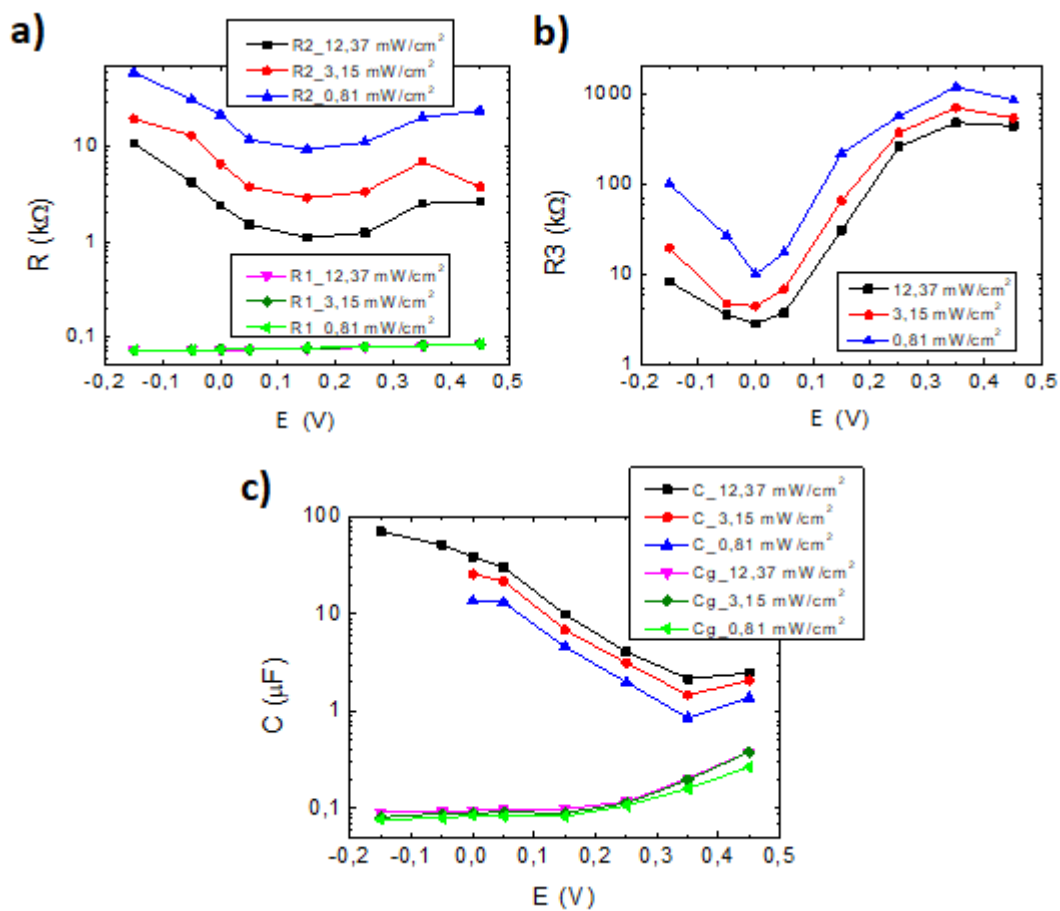 a)
R2_12,37 mW/cm²
R2_3,15 mW/cm²
R2_0,81 mW/cm²
R (kΩ)
10
1
0,1
R1_12,37 mW/cm²
R1_3,15 mW/cm²
R1_0,81 mW/cm²
-0,2 -0,1 0,0 0,1 0,2 0,3 0,4 0,5
E (V)
b)
R3 (kΩ)
1000
100
10
1
12,37 mW/cm²
3,15 mW/cm²
0,81 mW/cm²
-0,2 -0,1 0,0 0,1 0,2 0,3 0,4 0,5
E (V)
c)
C_12,37 mW/cm²
C_3,15 mW/cm²
C_0,81 mW/cm²
Cg_12,37 mW/cm²
Cg_3,15 mW/cm²
Cg_0,81 mW/cm²
C (μF)
100
10
1
0,1
-0,2 -0,1 0,0 0,1 0,2 0,3 0,4 0,5
E (V)